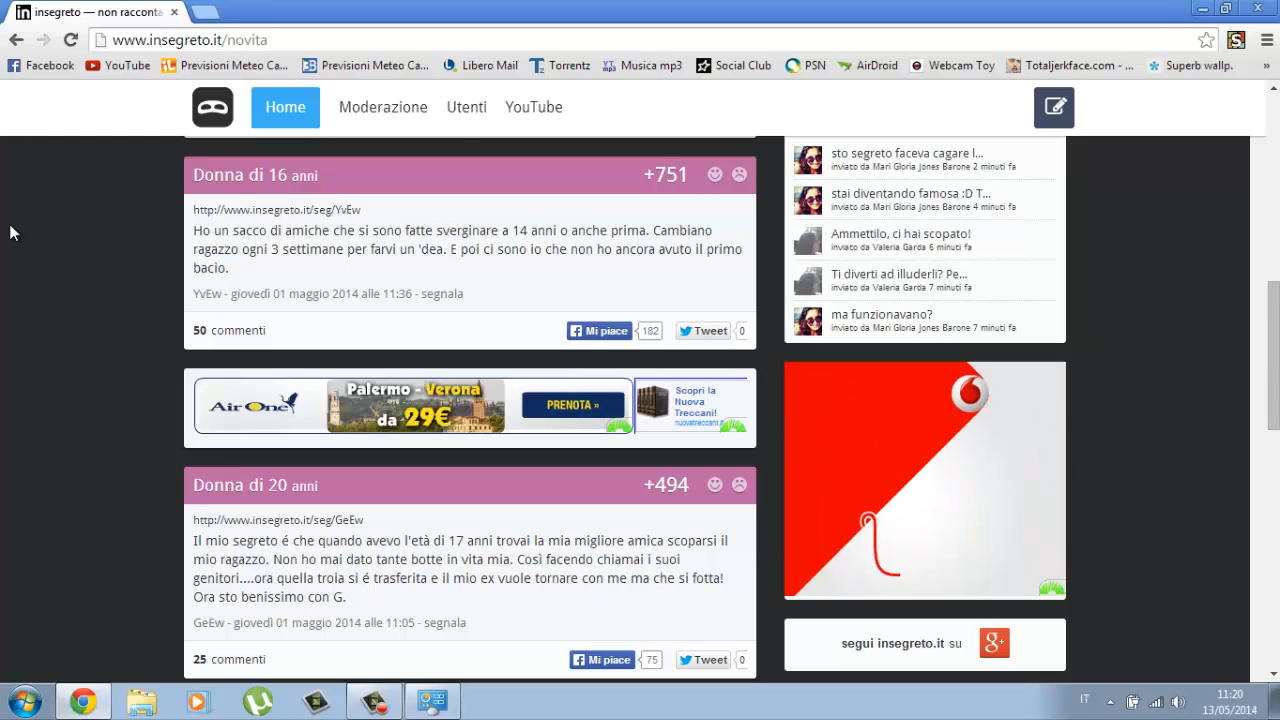 insegreto — non racconta
www.insegreto.it/novita
Facebook YouTube Previsioni Meteo Ca... Previsioni Meteo Ca... Libero Mail Torrentz Musica mp3 Social Club PSN AirDroid Webcam Toy Totaljerkface.com - ... Superb wallp. »
Home Moderazione Utenti YouTube
Donna di 16 anni +751
http://www.insegreto.it/seg/YvEw
Ho un sacco di amiche che si sono fatte sverginare a 14 anni o anche prima. Cambiano
ragazzo ogni 3 settimane per farvi un 'dea. E poi ci sono io che non ho ancora avuto il primo
bacio.
YvEw - giovedì 01 maggio 2014 alle 11:36 - segnala
50 commenti Mi piace 182 Tweet 0
Air One Palermo - Verona
da 29€
PRENOTA »
Scopri la
Nuova
Treccani!
nuovatreccani.it
Donna di 20 anni +494
http://www.insegreto.it/seg/GeEw
Il mio segreto é che quando avevo l'età di 17 anni trovai la mia migliore amica scoparsi il
mio ragazzo. Non ho mai dato tante botte in vita mia. Così facendo chiamai i suoi
genitori....ora quella troia si é trasferita e il mio ex vuole tornare con me ma che si fotta!
Ora sto benissimo con G.
GeEw - giovedì 01 maggio 2014 alle 11:05 - segnala
25 commenti Mi piace 75 Tweet 0
sto segreto faceva cagare l...
inviato da Mari Gloria Jones Barone 2 minuti fa
stai diventando famosa :D T...
inviato da Mari Gloria Jones Barone 4 minuti fa
Ammettilo, ci hai scopato!
inviato da Valeria Garda 6 minuti fa
Ti diverti ad illuderli? Pe...
inviato da Valeria Garda 7 minuti fa
ma funzionavano?
inviato da Mari Gloria Jones Barone 7 minuti fa
segui insegreto.it su g+
IT
11:20
13/05/2014